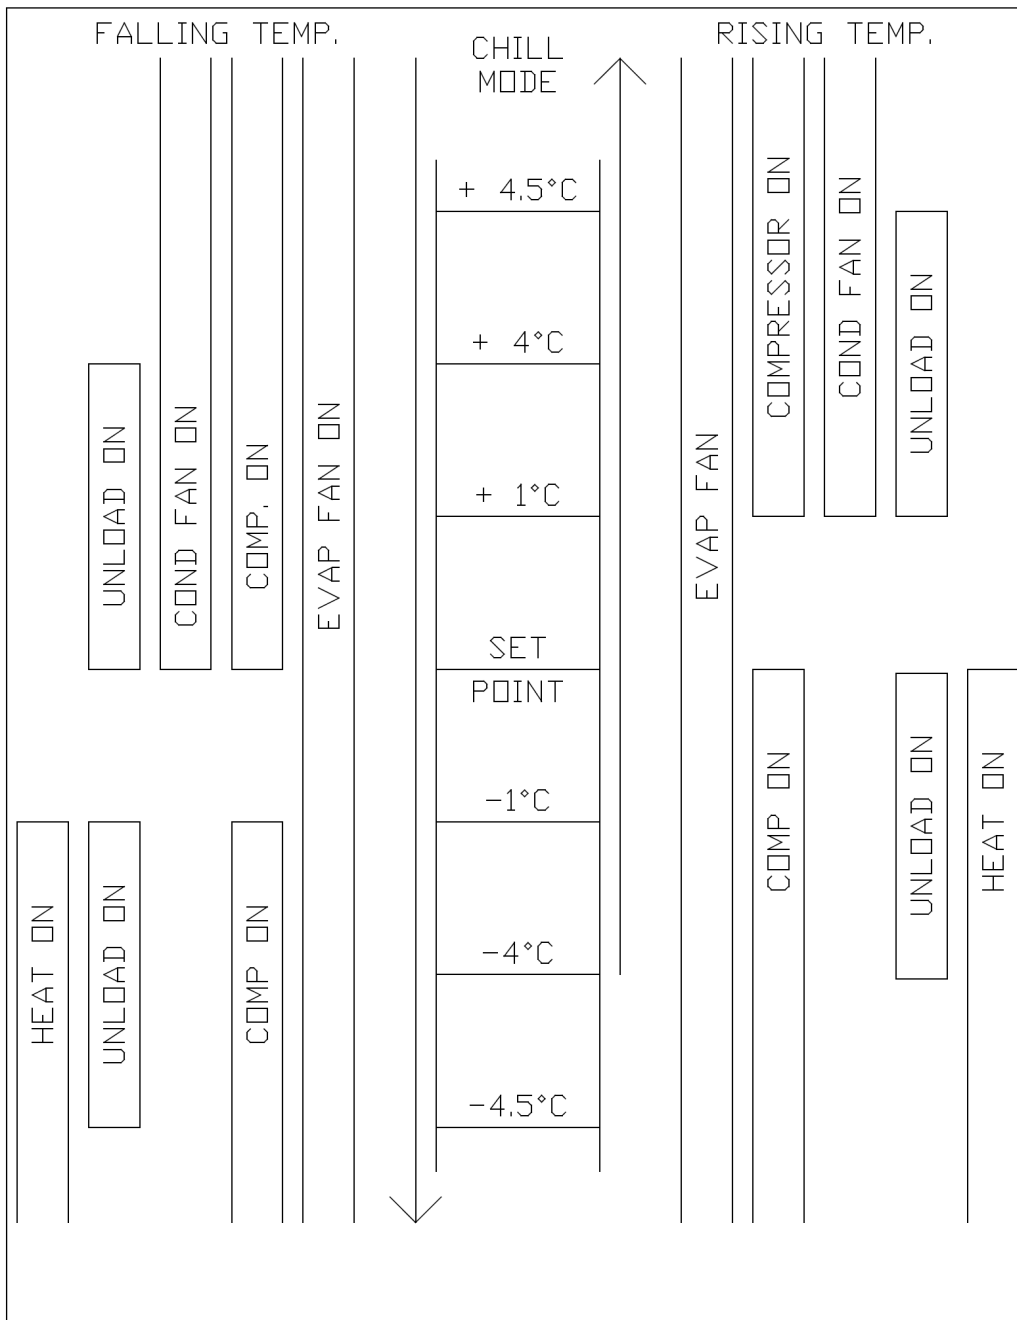 FALLING TEMP.
CHILL
MODE
RISING TEMP.
+ 4.5°C
+ 4°C
+ 1°C
SET
POINT
-1°C
-4°C
-4.5°C
UNLOAD ON
COND FAN ON
COMP. ON
EVAP FAN ON
HEAT ON
UNLOAD ON
COMP ON
EVAP FAN
COMPRESSOR ON
COND FAN ON
UNLOAD ON
COMP ON
UNLOAD ON
HEAT ON